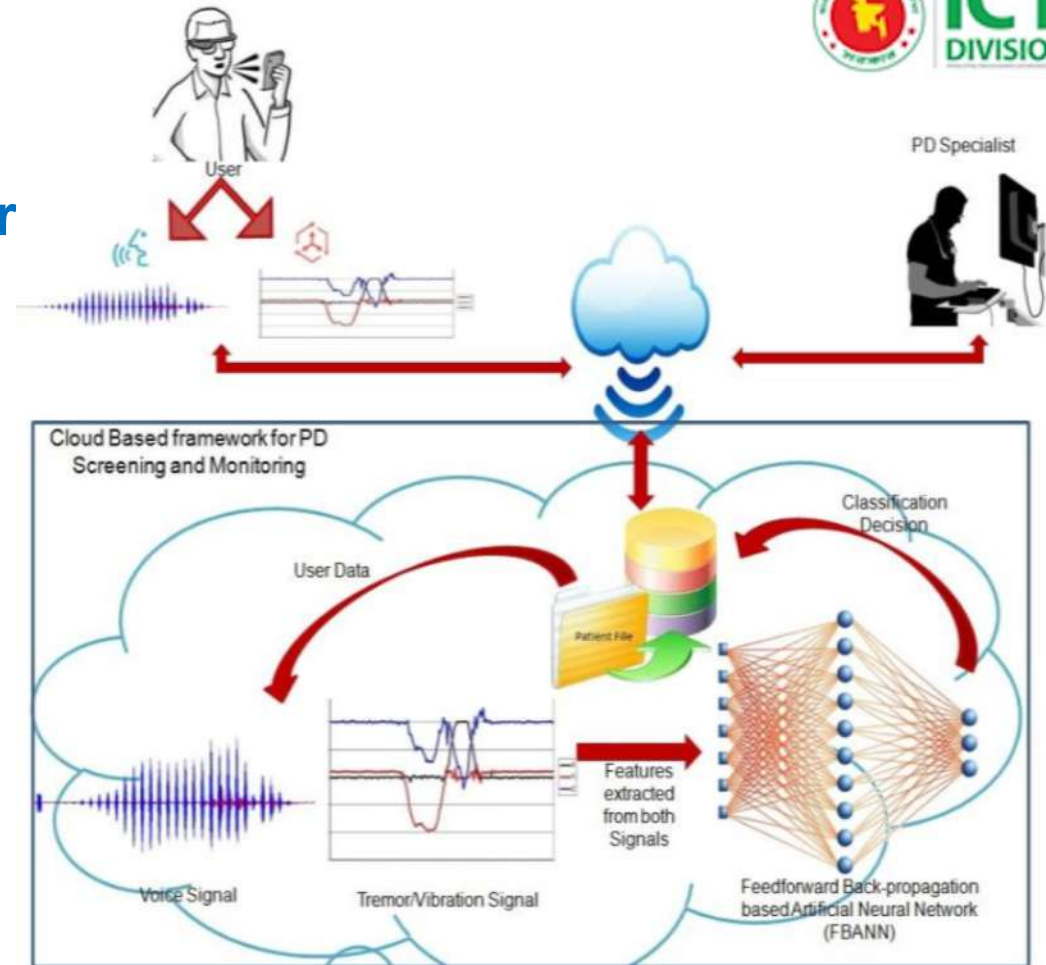 ICT
DIVISIO
PD Specialist
User
r
Cloud Based framework for PD
Screening and Monitoring
Classification
Decision
User Data
Patient File
Features
extracted
from both
Signals
Voice Signal
Tremor/Vibration Signal
Feedforward Back-propagation
based Artificial Neural Network
(FBANN)